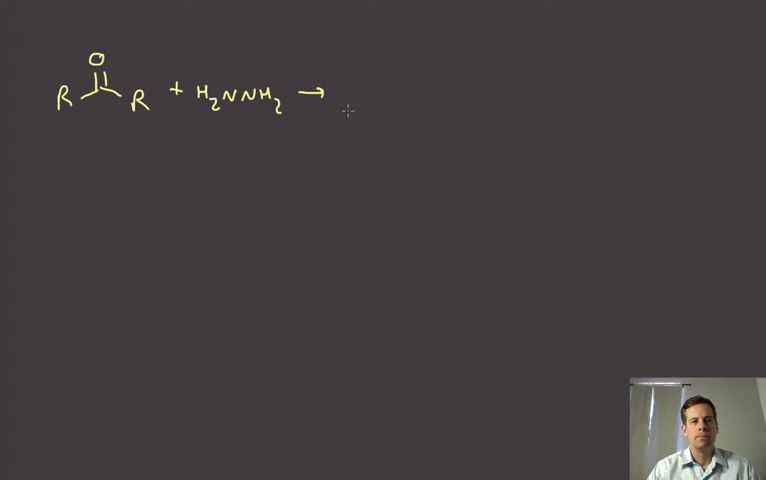 O
R R + H₂NNH₂ →